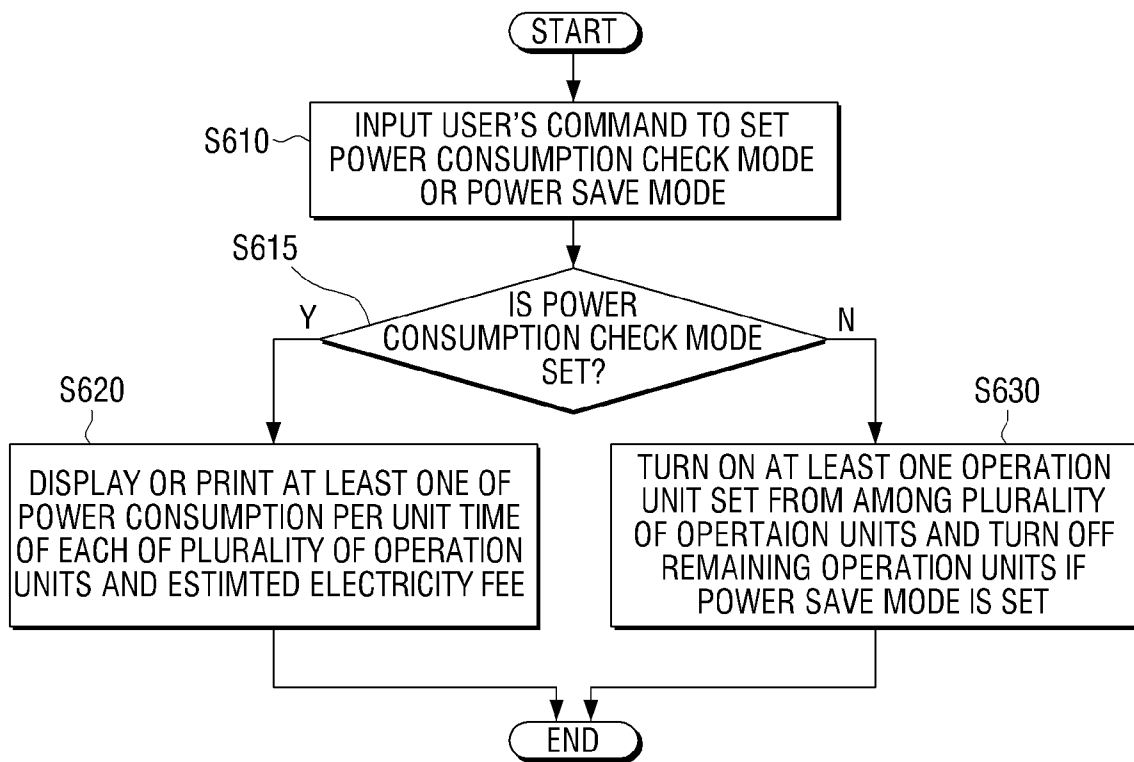 START
S610
INPUT USER'S COMMAND TO SET
POWER CONSUMPTION CHECK MODE
OR POWER SAVE MODE
S615
IS POWER
CONSUMPTION CHECK MODE
SET?
Y
N
S620
DISPLAY OR PRINT AT LEAST ONE OF
POWER CONSUMPTION PER UNIT TIME
OF EACH OF PLURALITY OF OPERATION
UNITS AND ESTIMTED ELECTRICITY FEE
S630
TURN ON AT LEAST ONE OPERATION
UNIT SET FROM AMONG PLURALITY
OF OPERTAION UNITS AND TURN OFF
REMAINING OPERATION UNITS IF
POWER SAVE MODE IS SET
END